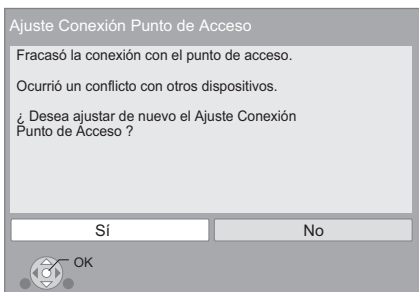 Ajuste Conexión Punto de Acceso
Fracasó la conexión con el punto de acceso.
Ocurrió un conflicto con otros dispositivos.
¿ Desea ajustar de nuevo el Ajuste Conexión
Punto de Acceso ?
Sí
No
OK